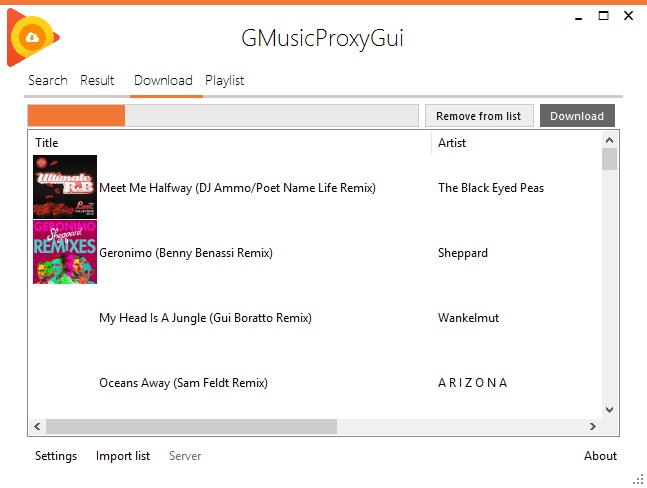 GMusicProxyGui
Search Result Download Playlist
Remove from list Download
Title Artist
Ultimate
R&B
Love
Meet Me Halfway (DJ Ammo/Poet Name Life Remix) The Black Eyed Peas
GERONIMO
Sheppard
REMIXES
Geronimo (Benny Benassi Remix) Sheppard
My Head Is A Jungle (Gui Boratto Remix) Wankelmut
Oceans Away (Sam Feldt Remix) A R I Z O N A
Settings Import list Server About